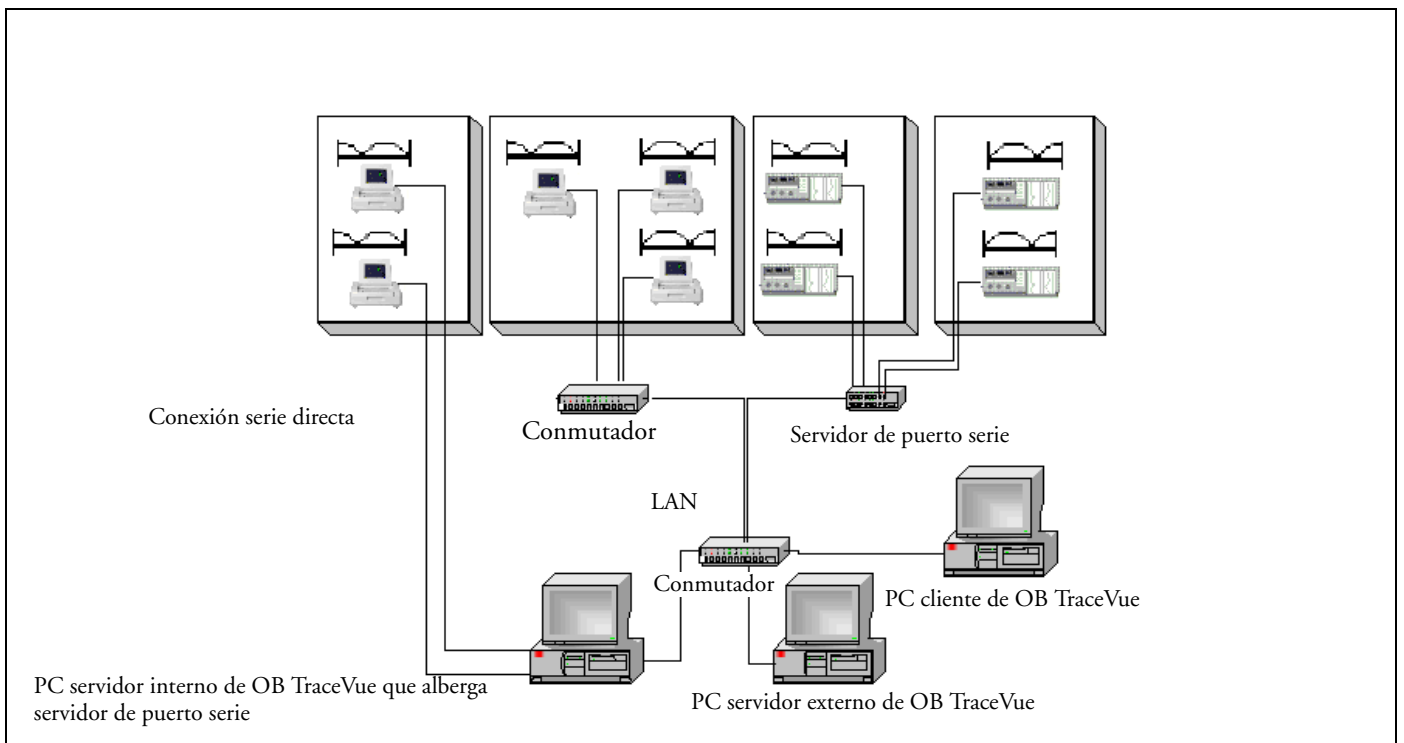 Conexión serie directa
Conmutador
Servidor de puerto serie
LAN
Conmutador
PC cliente de OB TraceVue
PC servidor interno de OB TraceVue que alberga
servidor de puerto serie
PC servidor externo de OB TraceVue